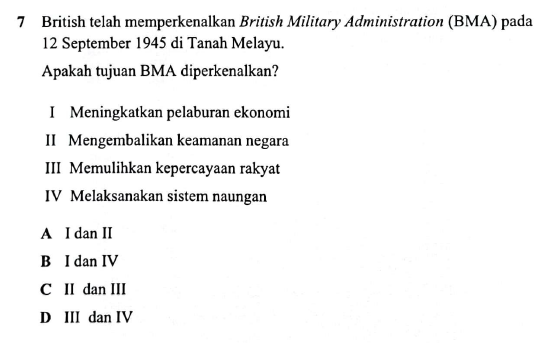 7 British telah memperkenalkan British Military Administration (BMA) pada
12 September 1945 di Tanah Melayu.
Apakah tujuan BMA diperkenalkan?
I Meningkatkan pelaburan ekonomi
II Mengembalikan keamanan negara
III Memulihkan kepercayaan rakyat
IV Melaksanakan sistem naungan
A I dan II
B I dan IV
C II dan III
D III dan IV